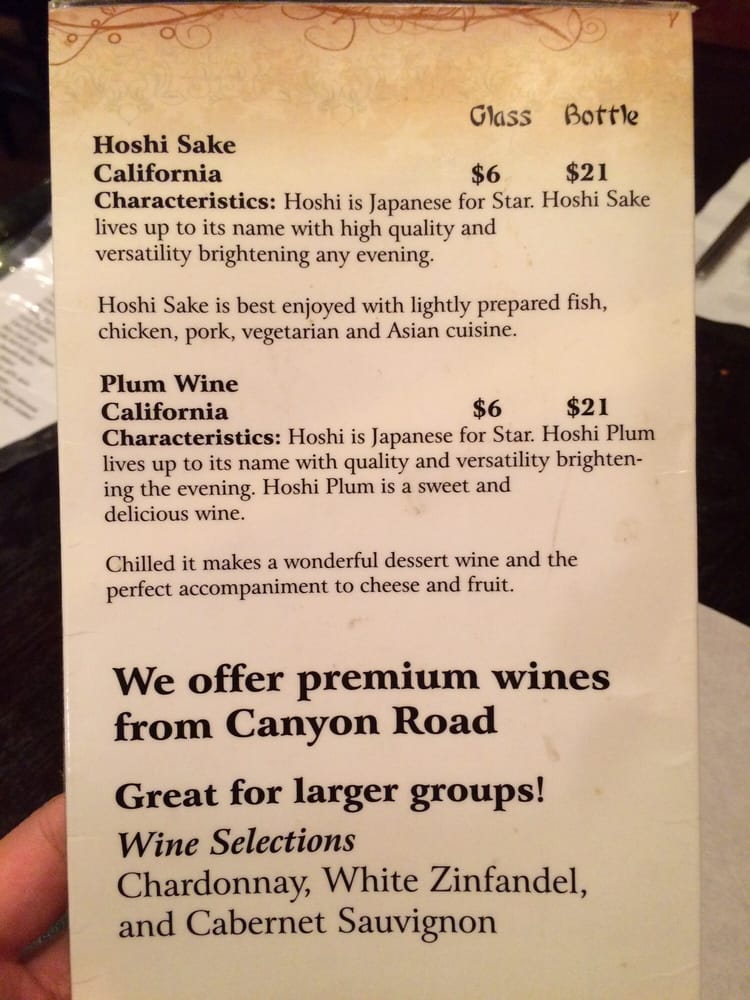 Glass Bottle
Hoshi Sake
California $6 $21
Characteristics: Hoshi is Japanese for Star. Hoshi Sake
lives up to its name with high quality and
versatility brightening any evening.
Hoshi Sake is best enjoyed with lightly prepared fish,
chicken, pork, vegetarian and Asian cuisine.
Plum Wine
California $6 $21
Characteristics: Hoshi is Japanese for Star. Hoshi Plum
lives up to its name with quality and versatility brighten-
ing the evening. Hoshi Plum is a sweet and
delicious wine.
Chilled it makes a wonderful dessert wine and the
perfect accompaniment to cheese and fruit.
We offer premium wines
from Canyon Road
Great for larger groups!
Wine Selections
Chardonnay, White Zinfandel,
and Cabernet Sauvignon